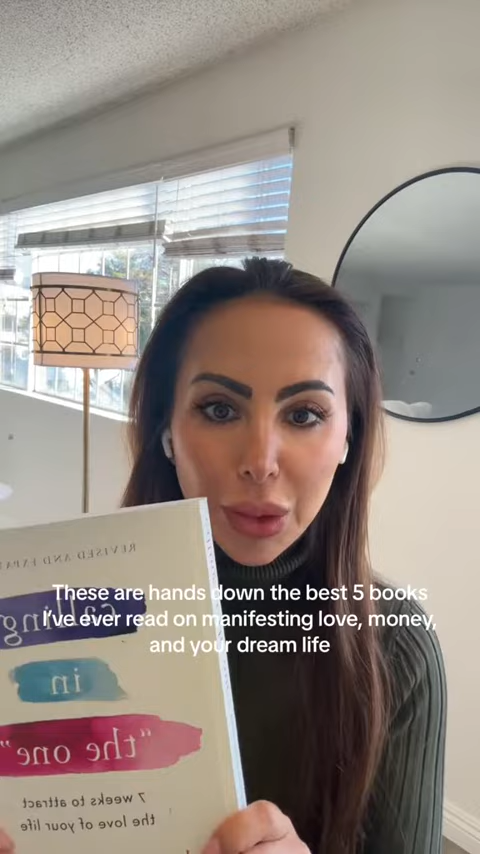 REVISED AND EXPA
These are hands down the best 5 books
I've ever read on manifesting love, money,
and your dream life
calling
in
"the one"
7 weeks to attract
the love of your life